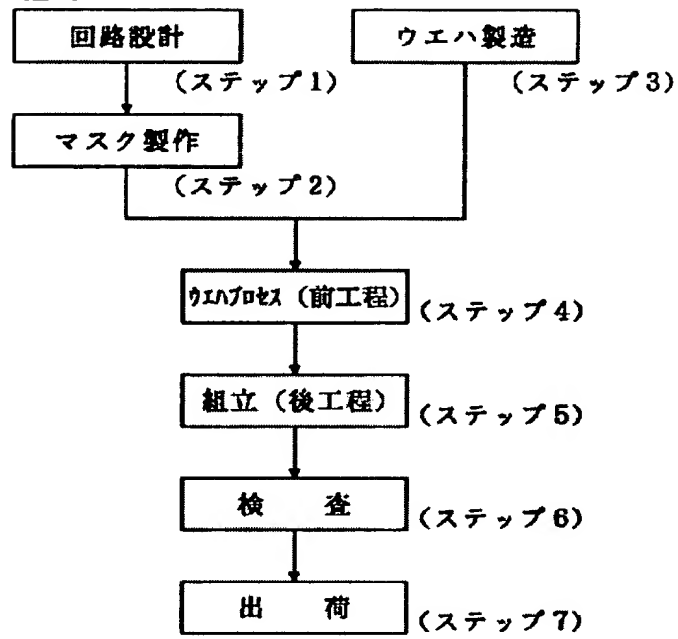 回路設計
(ステップ1)
ウエハ製造
(ステップ3)
マスク製作
(ステップ2)
ウエハプロセス(前工程)
(ステップ4)
組立(後工程)
(ステップ5)
検 査
(ステップ6)
出 荷
(ステップ7)